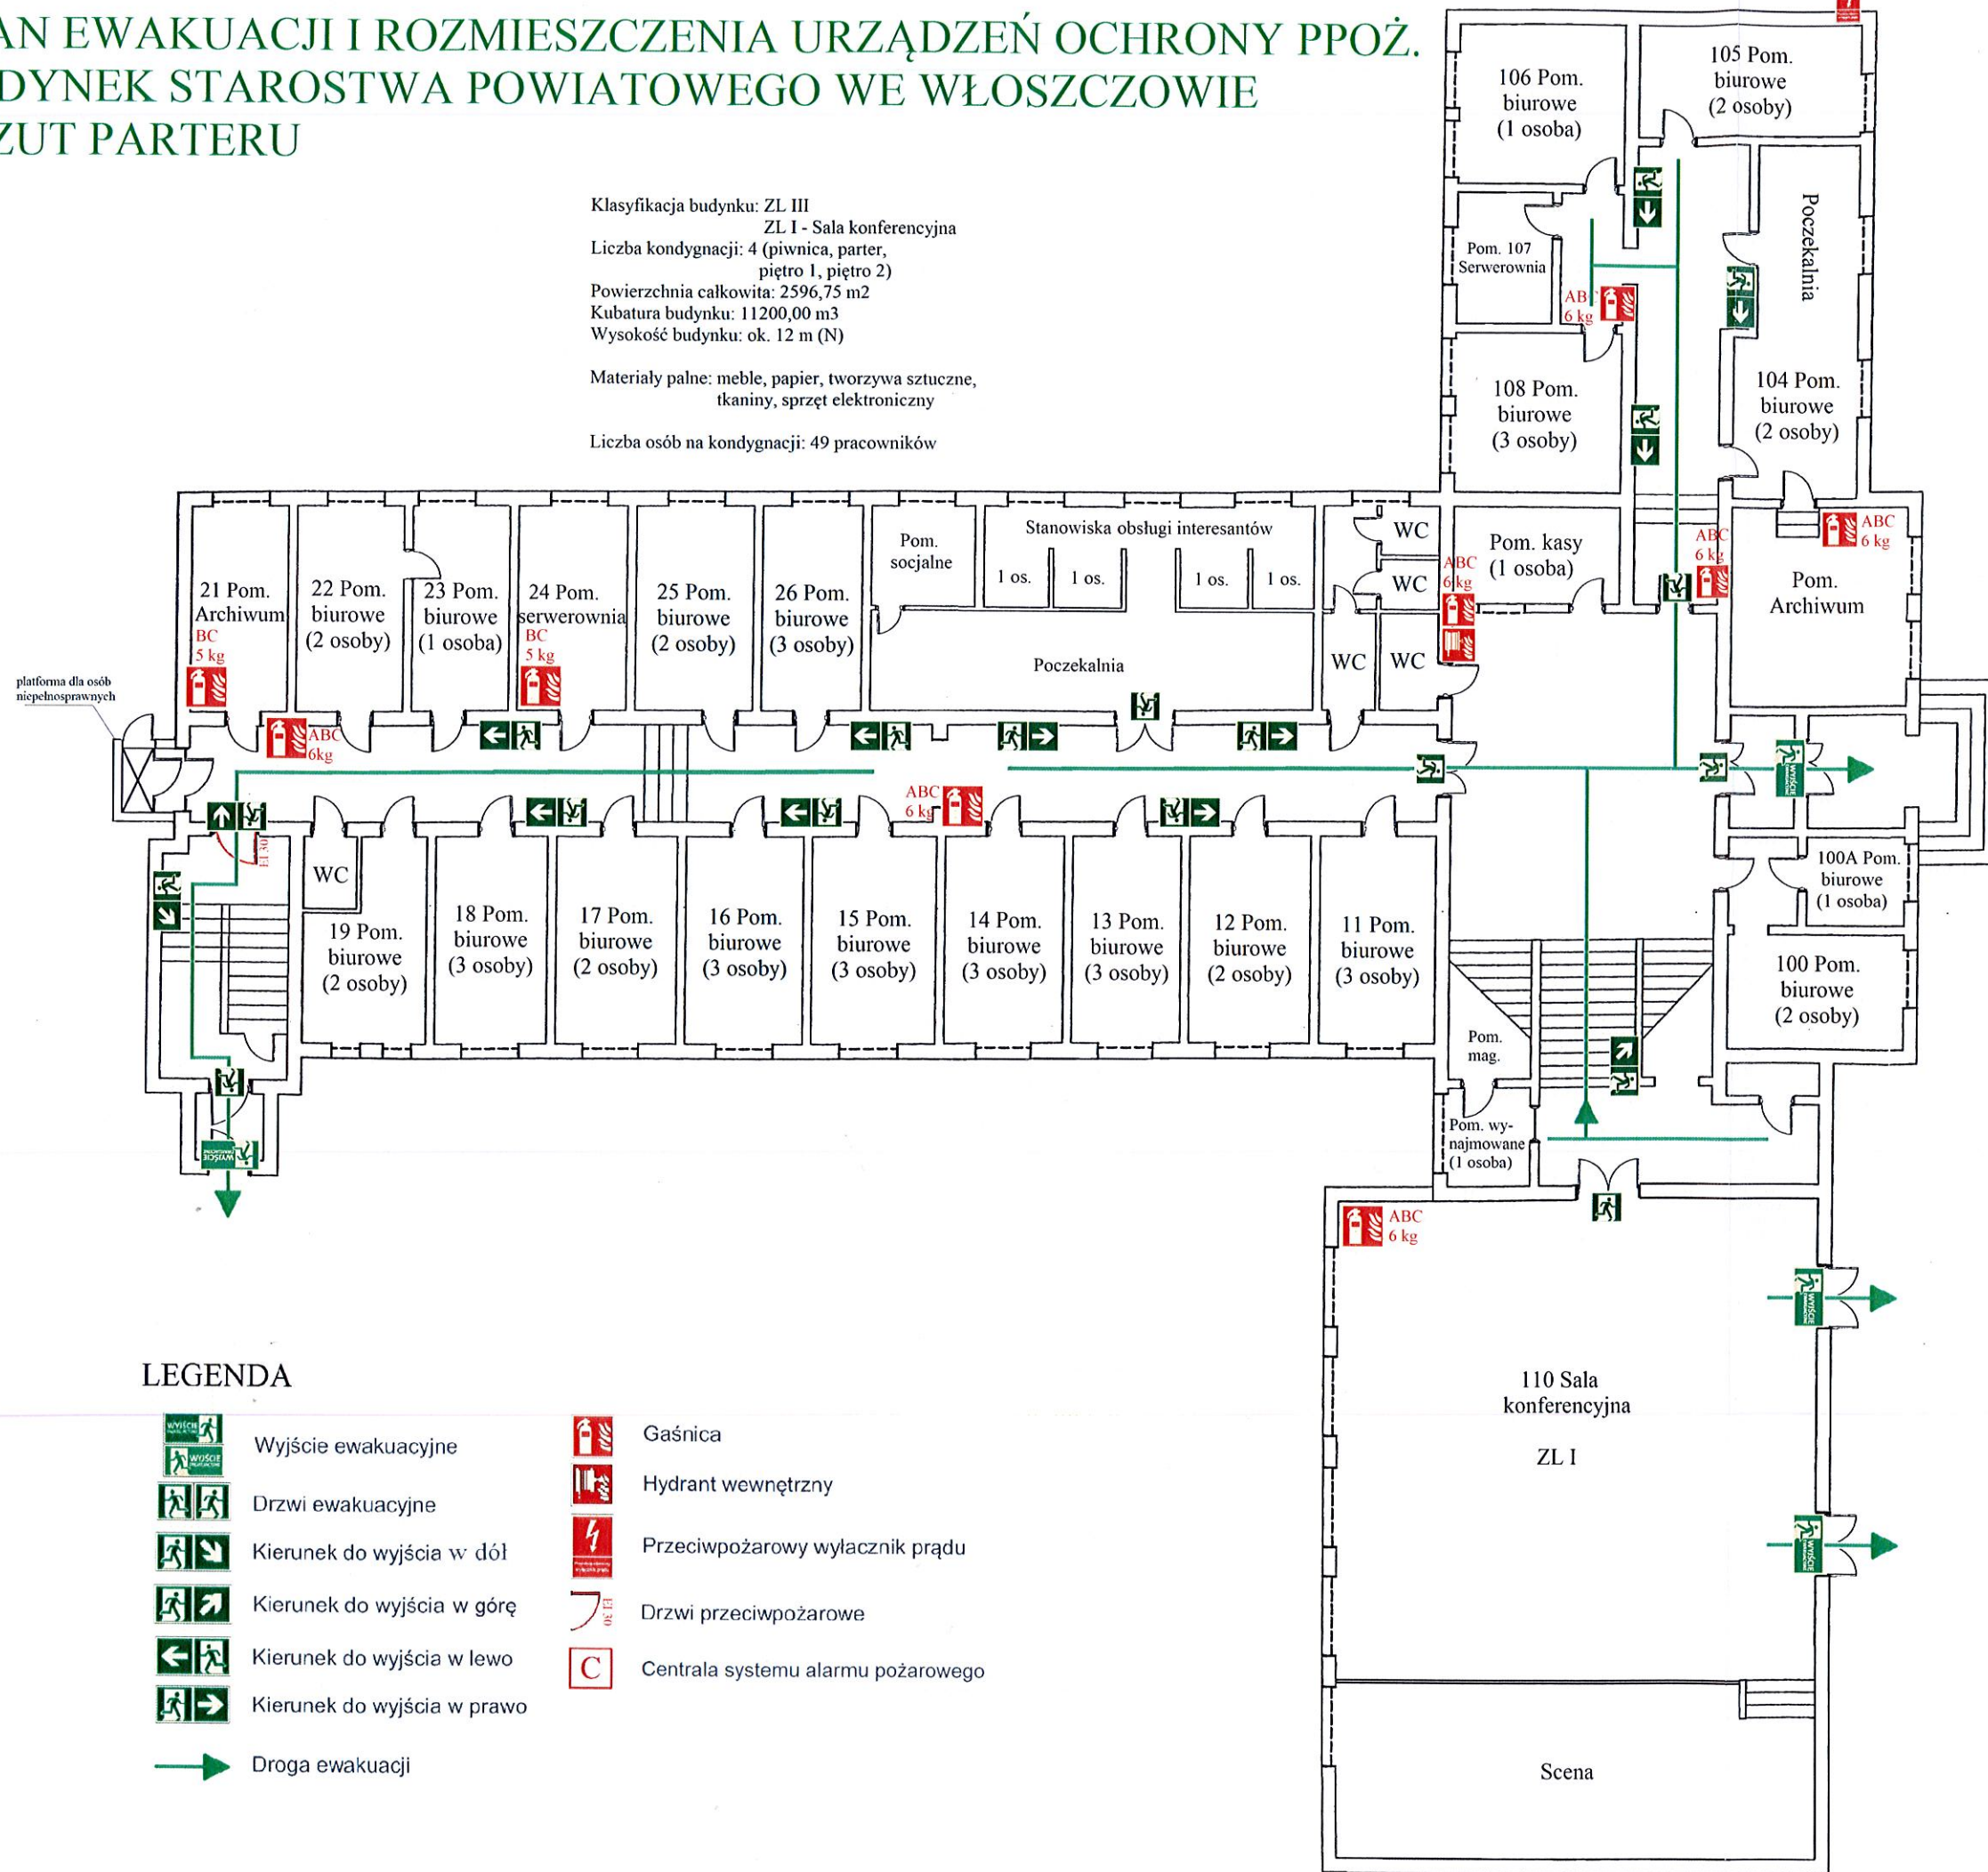 AN EWAKUACJI I ROZMIESZCZENIA URZĄDZEŃ OCHRONY PPOŻ.
DYNEK STAROSTWA POWIATOWEGO WE WŁOSZCZOWIE
ZUT PARTERU
Klasyfikacja budynku: ZL III
ZL I - Sala konferencyjna
Liczba kondygnacji: 4 (piwnica, parter,
piętro 1, piętro 2)
Powierzchnia całkowita: 2596,75 m2
Kubatura budynku: 11200,00 m3
Wysokość budynku: ok. 12 m (N)
Materiały palne: meble, papier, tworzywa sztuczne,
tkaniny, sprzęt elektroniczny
Liczba osób na kondygnacji: 49 pracowników
106 Pom.
biurowe
(1 osoba)
105 Pom.
biurowe
(2 osoby)
Pom. 107
Serwerownia
Poczekalnia
AB
6 kg
108 Pom.
biurowe
(3 osoby)
104 Pom.
biurowe
(2 osoby)
21 Pom.
Archiwum
BC
5 kg
22 Pom.
biurowe
(2 osoby)
23 Pom.
biurowe
(1 osoba)
24 Pom.
serwerownia
BC
5 kg
25 Pom.
biurowe
(2 osoby)
26 Pom.
biurowe
(3 osoby)
Pom.
socjalne
Stanowiska obsługi interesantów
1 os.
1 os.
1 os.
1 os.
Poczekalnia
WC
WC
WC
WC
ABC
6 kg
Pom. kasy
(1 osoba)
ABC
6 kg
ABC
6 kg
Pom.
Archiwum
platforma dla osób
niepełnosprawnych
ABC
6kg
ABC
6 kg
WYJŚCIE
EI 30
WC
19 Pom.
biurowe
(2 osoby)
18 Pom.
biurowe
(3 osoby)
17 Pom.
biurowe
(2 osoby)
16 Pom.
biurowe
(3 osoby)
15 Pom.
biurowe
(3 osoby)
14 Pom.
biurowe
(3 osoby)
13 Pom.
biurowe
(3 osoby)
12 Pom.
biurowe
(2 osoby)
11 Pom.
biurowe
(3 osoby)
100A Pom.
biurowe
(1 osoba)
100 Pom.
biurowe
(2 osoby)
Pom.
mag.
Pom. wy-
najmowane
(1 osoba)
WYJŚCIE
ABC
6 kg
WYJŚCIE
110 Sala
konferencyjna
ZL I
WYJŚCIE
Scena
LEGENDA
WYJŚCIE
WYJŚCIE
Wyjście ewakuacyjne
Drzwi ewakuacyjne
Kierunek do wyjścia w dół
Kierunek do wyjścia w górę
Kierunek do wyjścia w lewo
Kierunek do wyjścia w prawo
Droga ewakuacji
Gaśnica
Hydrant wewnętrzny
Przeciwpożarowy wyłacznik prądu
EI 30
Drzwi przeciwpożarowe
C
Centrala systemu alarmu pożarowego